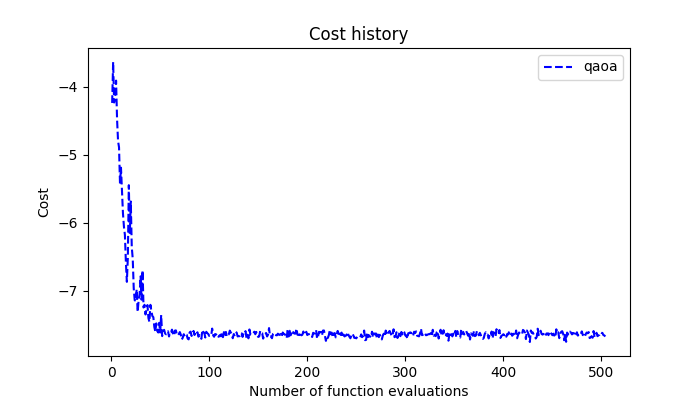 Cost history
qaoa
Cost
−4
−5
−6
−7
0 100 200 300 400 500
Number of function evaluations